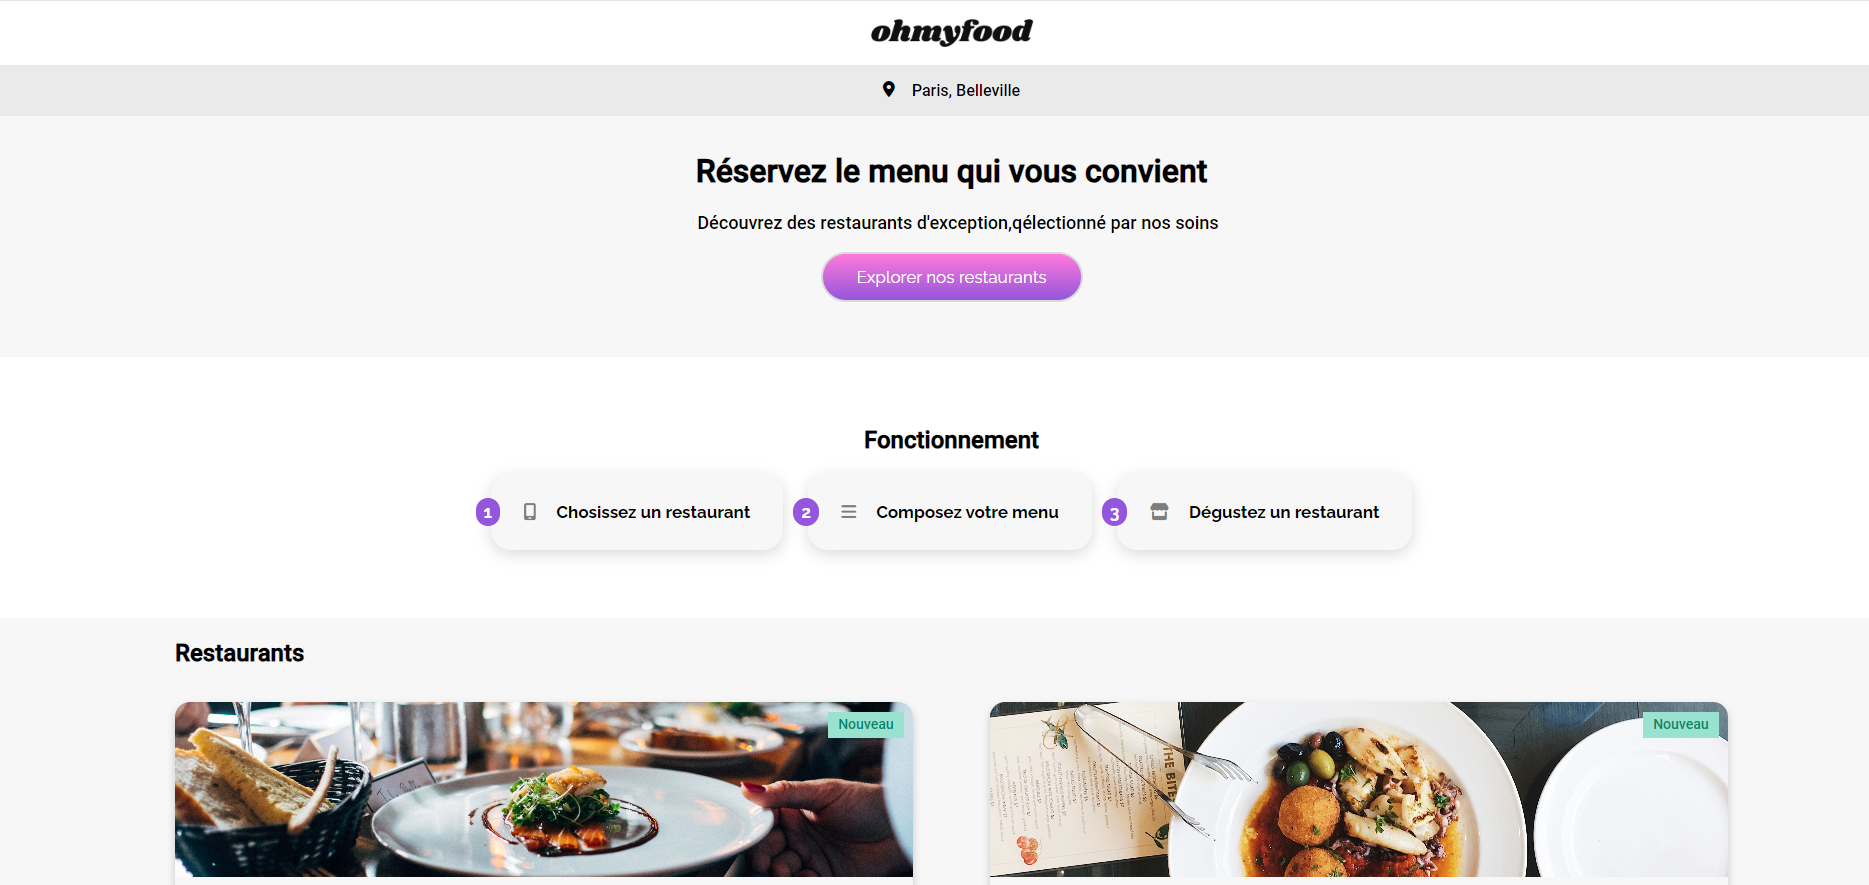 ohmyfood
Paris, Belleville
Réservez le menu qui vous convient
Découvrez des restaurants d'exception,qélectionné par nos soins
Explorer nos restaurants
Fonctionnement
1 Chosissez un restaurant
2 Composez votre menu
3 Dégustez un restaurant
Restaurants
Nouveau
Nouveau
THE BITE